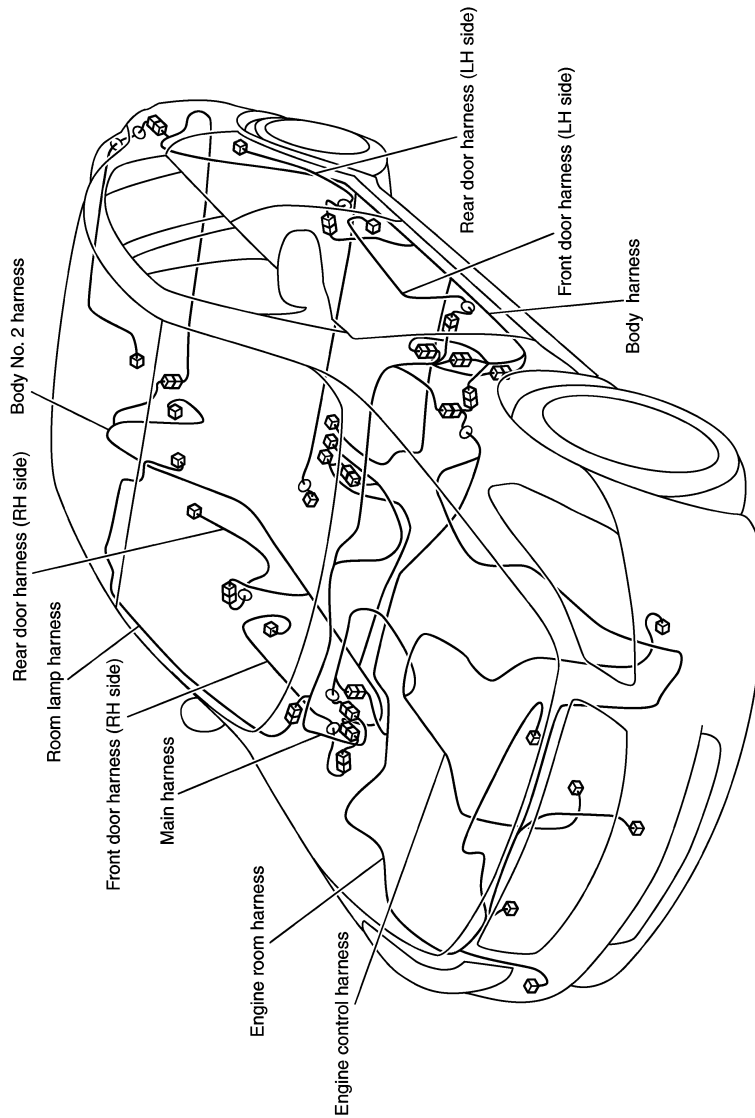 Rear door harness (RH side)
Body No. 2 harness
Room lamp harness
Front door harness (RH side)
Main harness
Engine room harness
Engine control harness
Rear door harness (LH side)
Front door harness (LH side)
Body harness